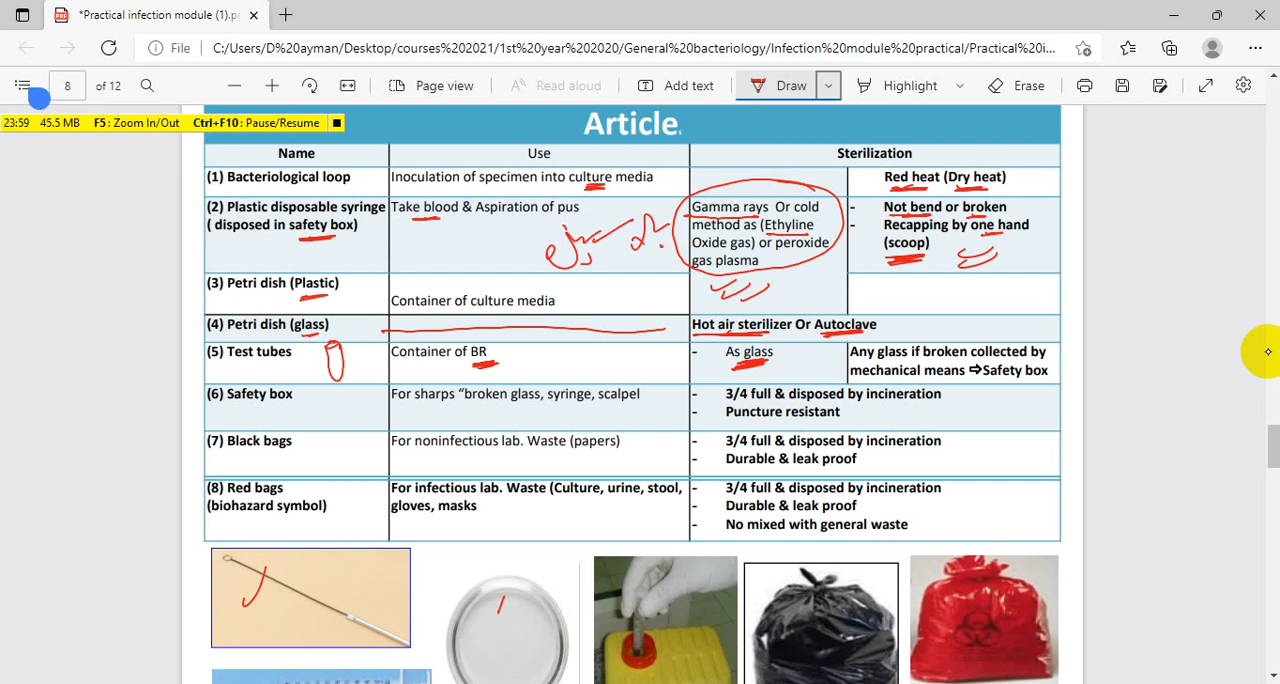 *Practical infection module (1).p
File C:/Users/D%20ayman/Desktop/courses%202021/1st%20year%202020/General%20bacteriology/Infection%20module%20practical/Practical%20i...
8 of 12 Page view Read aloud Add text Draw Highlight Erase
23:59 45.5 MB F5: Zoom In/Out Ctrl+F10: Pause/Resume
Article.
Name Use Sterilization
(1) Bacteriological loop Inoculation of specimen into culture media Red heat (Dry heat)
(2) Plastic disposable syringe Take blood & Aspiration of pus Gamma rays Or cold - Not bend or broken
( disposed in safety box) method as (Ethyline - Recapping by one hand
Oxide gas) or peroxide (scoop)
gas plasma
(3) Petri dish (Plastic)
Container of culture media
(4) Petri dish (glass) Hot air sterilizer Or Autoclave
(5) Test tubes Container of BR - As glass Any glass if broken collected by
mechanical means ⇨Safety box
(6) Safety box For sharps “broken glass, syringe, scalpel - 3/4 full & disposed by incineration
- Puncture resistant
(7) Black bags For noninfectious lab. Waste (papers) - 3/4 full & disposed by incineration
- Durable & leak proof
(8) Red bags For infectious lab. Waste (Culture, urine, stool, - 3/4 full & disposed by incineration
(biohazard symbol) gloves, masks - Durable & leak proof
- No mixed with general waste